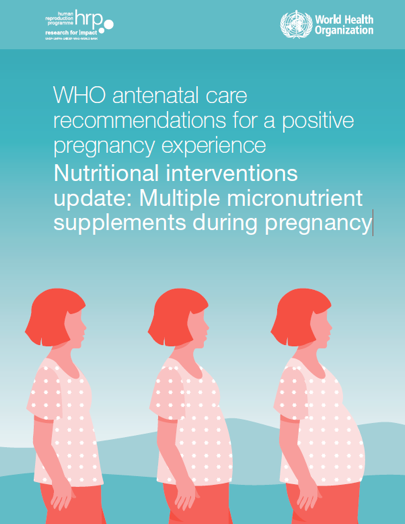 human
reproduction
programme
hrp
research for impact
World Health
Organization
WHO antenatal care
recommendations for a positive
pregnancy experience
Nutritional interventions
update: Multiple micronutrient
supplements during pregnancy